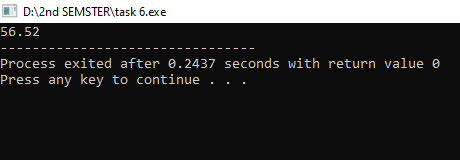 D:\2nd SEMSTER\task 6.exe
56.52
--------------------------------
Process exited after 0.2437 seconds with return value 0
Press any key to continue . . .